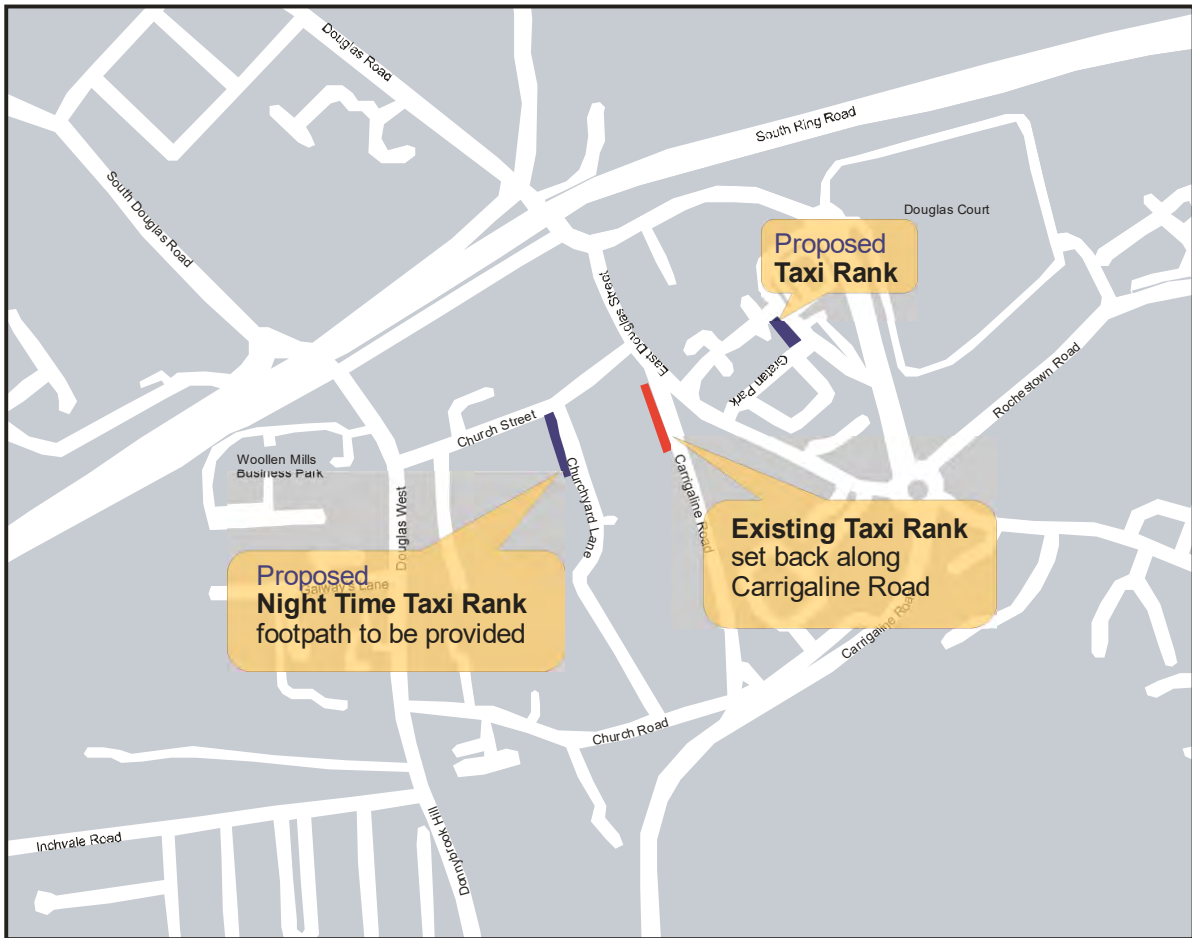 Douglas Road
South Ring Road
South Douglas Road
Douglas Court
Proposed
Taxi Rank
East Douglas Street
Gratan Park
Rochestown Road
Church Street
Woollen Mills
Business Park
Churchyard Lane
Carrigaline Road
Douglas West
Existing Taxi Rank
set back along
Carrigaline Road
Proposed
Galway's Lane
Night Time Taxi Rank
footpath to be provided
Carrigaline Road
Church Road
Inchvale Road
Donnybrook Hill